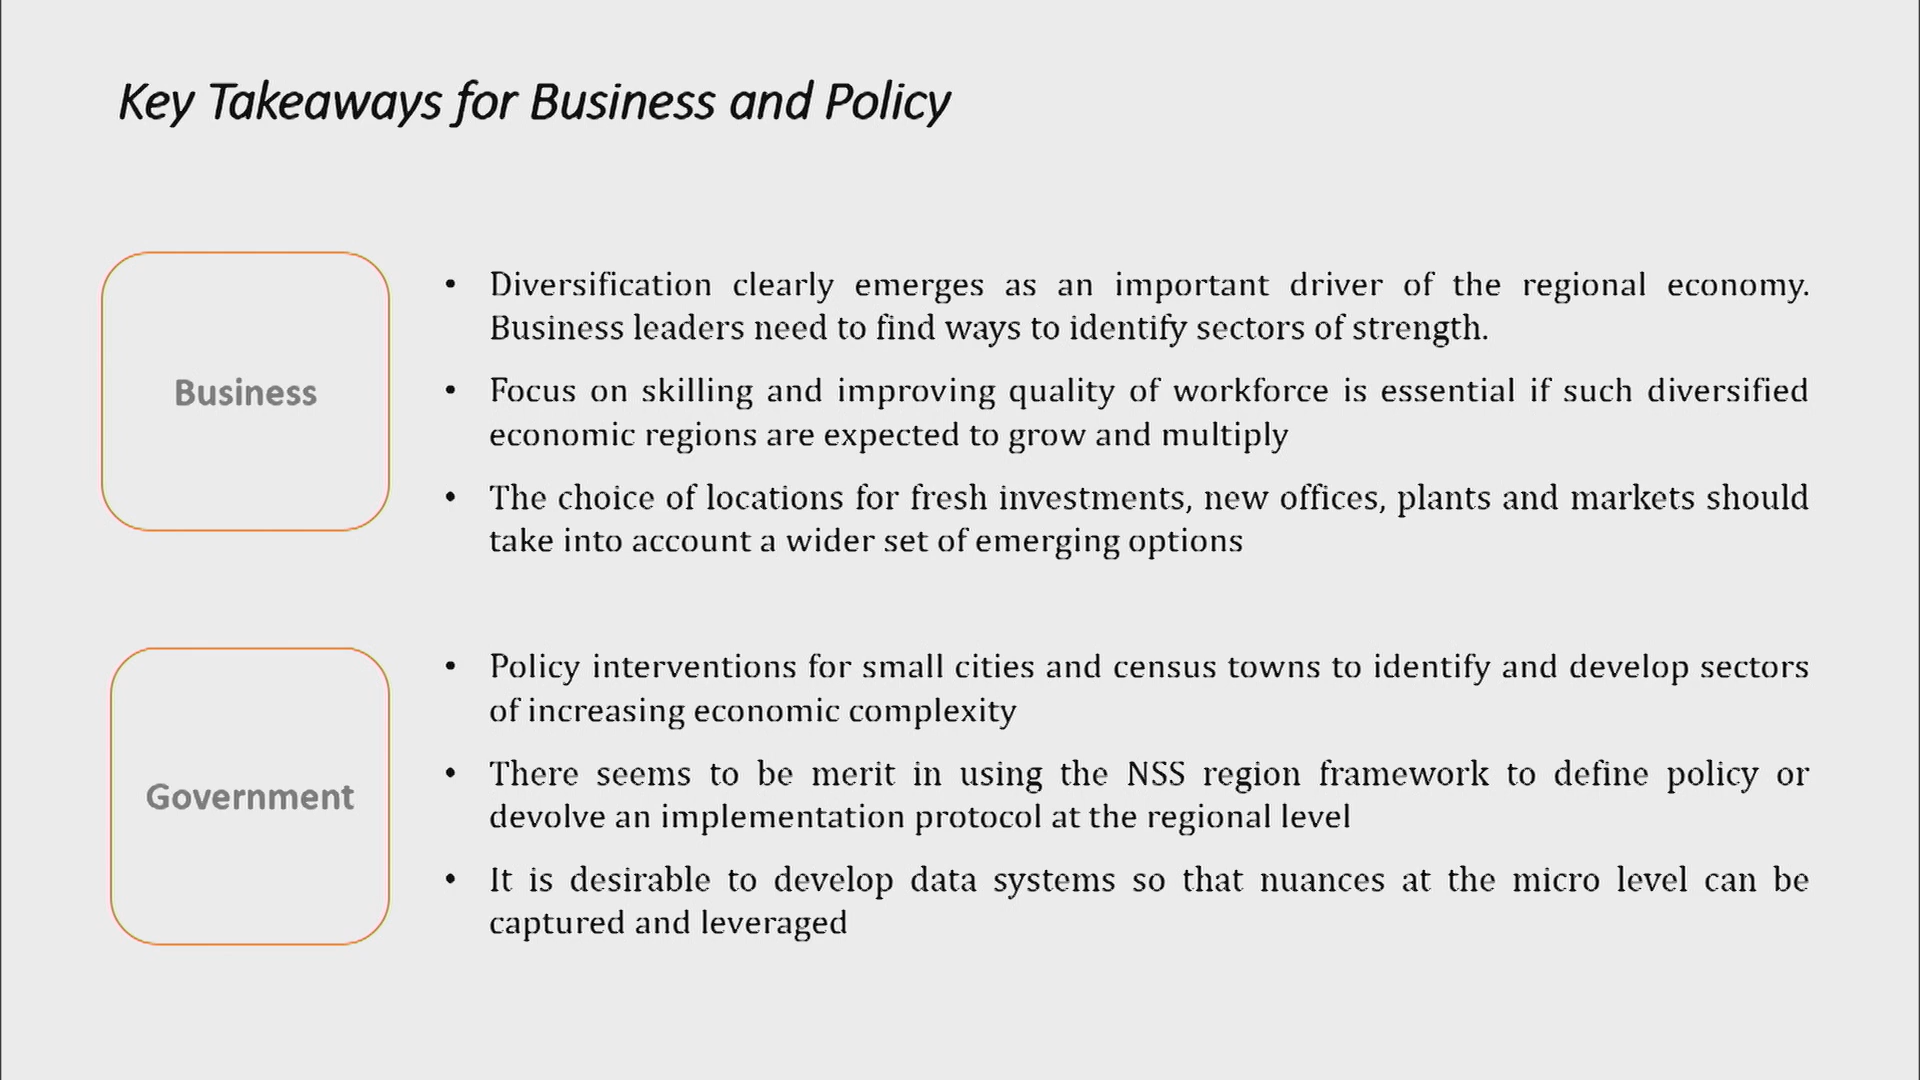 Key Takeaways for Business and Policy
Business
• Diversification clearly emerges as an important driver of the regional economy.
Business leaders need to find ways to identify sectors of strength.
• Focus on skilling and improving quality of workforce is essential if such diversified
economic regions are expected to grow and multiply
• The choice of locations for fresh investments, new offices, plants and markets should
take into account a wider set of emerging options
Government
• Policy interventions for small cities and census towns to identify and develop sectors
of increasing economic complexity
• There seems to be merit in using the NSS region framework to define policy or
devolve an implementation protocol at the regional level
• It is desirable to develop data systems so that nuances at the micro level can be
captured and leveraged